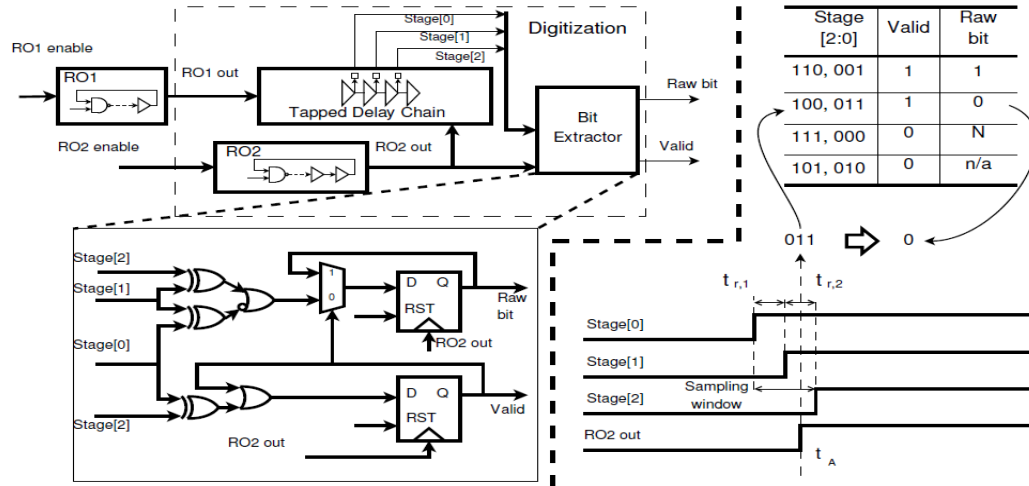 Stage[0]
Stage[1]
Stage[2]
Digitization
RO1 enable
RO1
RO1 out
Tapped Delay Chain
RO2 enable
RO2
RO2 out
Bit
Extractor
Raw bit
Valid
Stage[2]
Stage[1]
Stage[0]
Stage[2]
1
0
D Q
RST
Raw
bit
RO2 out
D Q
RST
Valid
RO2 out
Stage
[2:0]
Valid
Raw
bit
110, 001 1 1
100, 011 1 0
111, 000 0 N
101, 010 0 n/a
011 0
t r,1
t r,2
Stage[0]
Stage[1]
Sampling
window
Stage[2]
RO2 out
t A